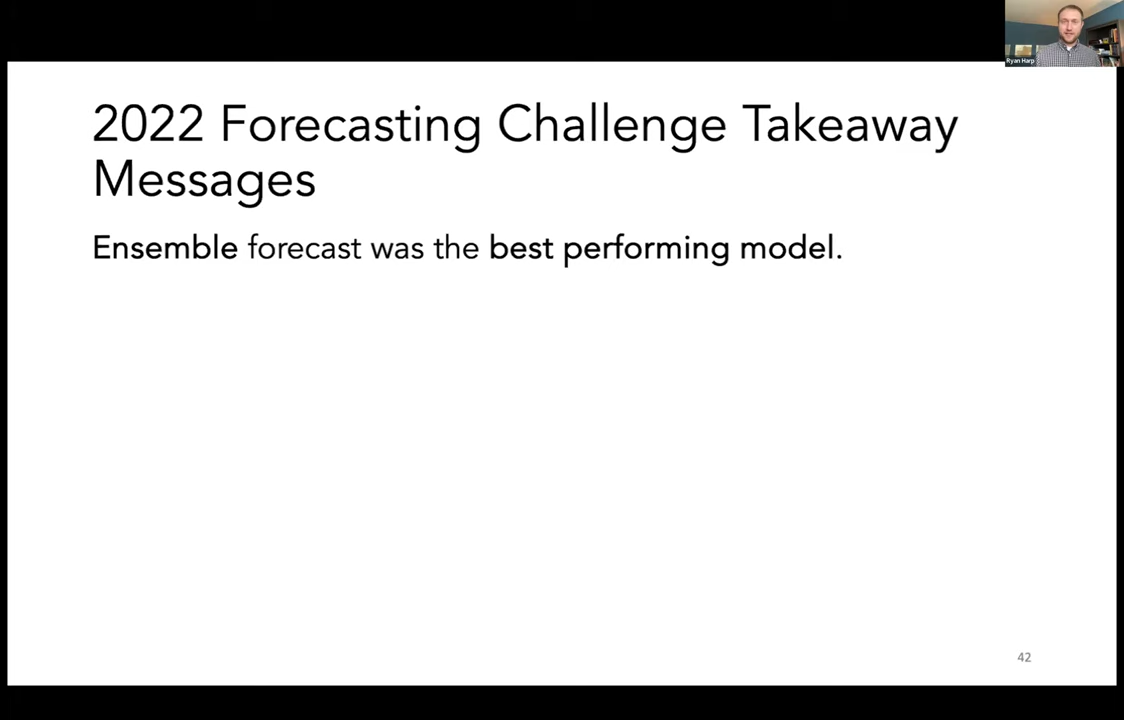 Ryan Harp
2022 Forecasting Challenge Takeaway
Messages
Ensemble forecast was the best performing model.
42